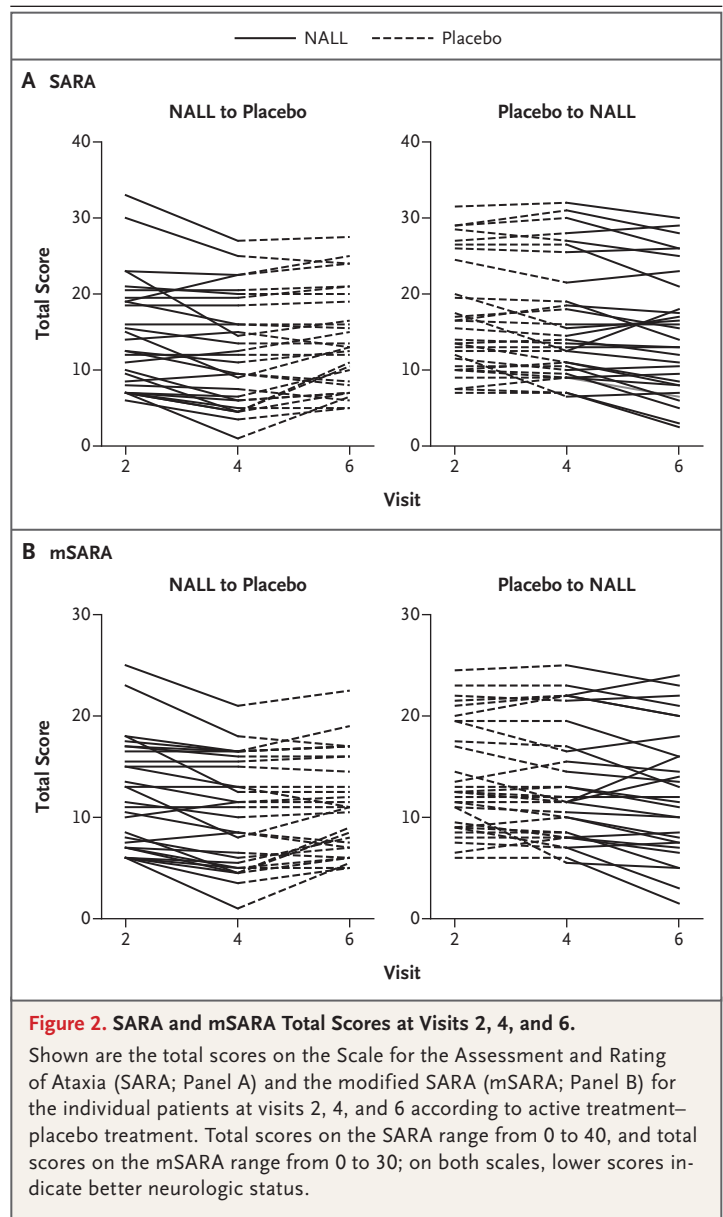 NALL Placebo
A SARA
NALL to Placebo
Placebo to NALL
40
30
20
10
0
Total Score
2 4 6
40
30
20
10
0
2 4 6
Visit
B mSARA
NALL to Placebo
Placebo to NALL
30
20
10
0
Total Score
2 4 6
30
20
10
0
2 4 6
Visit
Figure 2. SARA and mSARA Total Scores at Visits 2, 4, and 6.
Shown are the total scores on the Scale for the Assessment and Rating
of Ataxia (SARA; Panel A) and the modified SARA (mSARA; Panel B) for
the individual patients at visits 2, 4, and 6 according to active treatment–
placebo treatment. Total scores on the SARA range from 0 to 40, and total
scores on the mSARA range from 0 to 30; on both scales, lower scores in-
dicate better neurologic status.